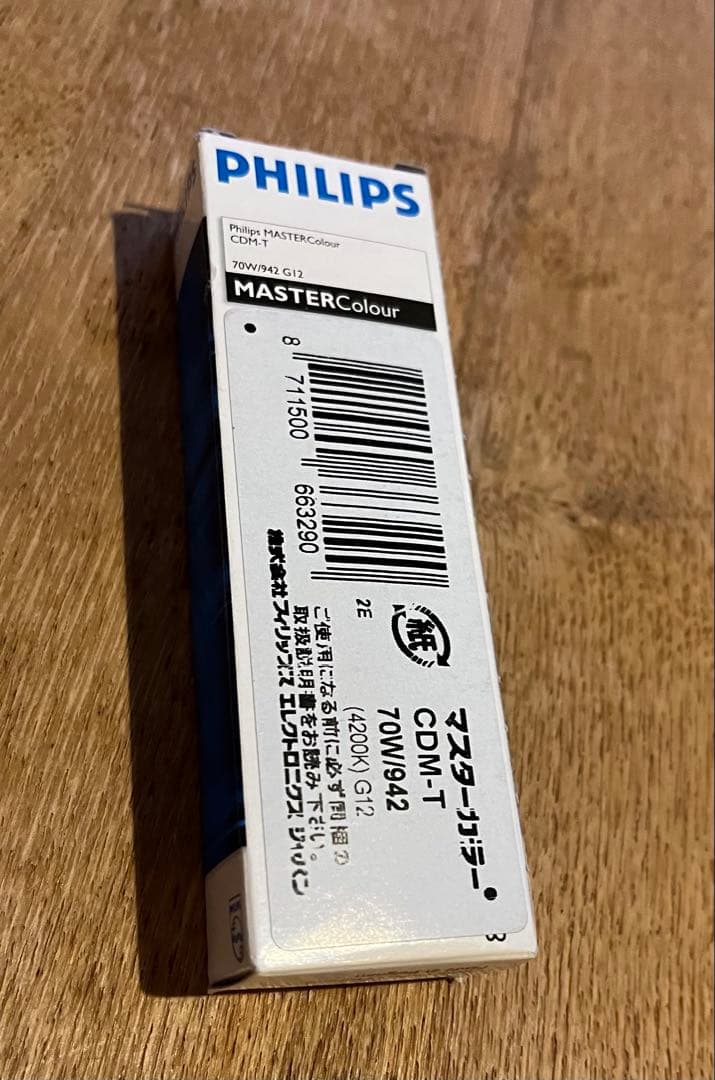 PHILIPS
Philips MASTERColour
CDM-T
70W/942 G12
MASTERColour
8 711500 663290
2E
紙
マスターカラー
CDM-T
70W/942
(4200K) G12
ご使用になる前に必ず同梱の
取扱説明書をお読み下さい。
株式会社フィリップス エレクトロニクス ジャパン